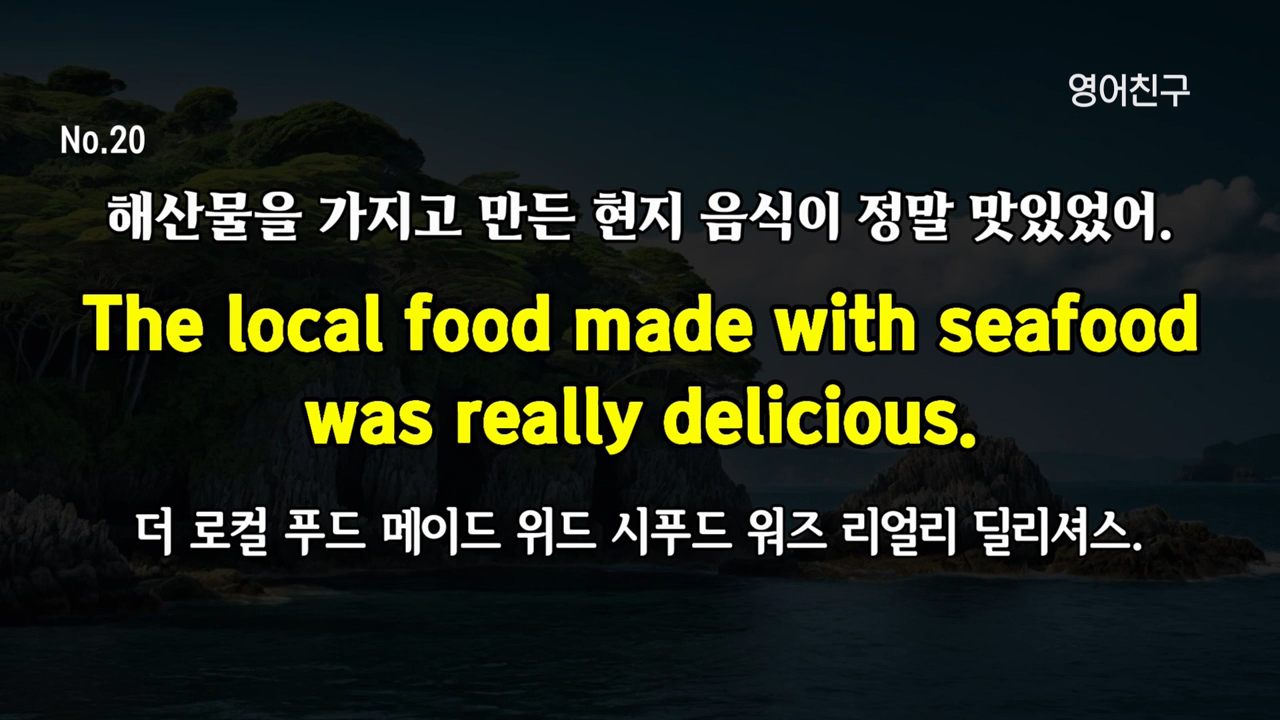 영어친구
No.20
해산물을 가지고 만든 현지 음식이 정말 맛있었어.
The local food made with seafood
was really delicious.
더 로컬 푸드 메이드 위드 시푸드 워즈 리얼리 딜리셔스.